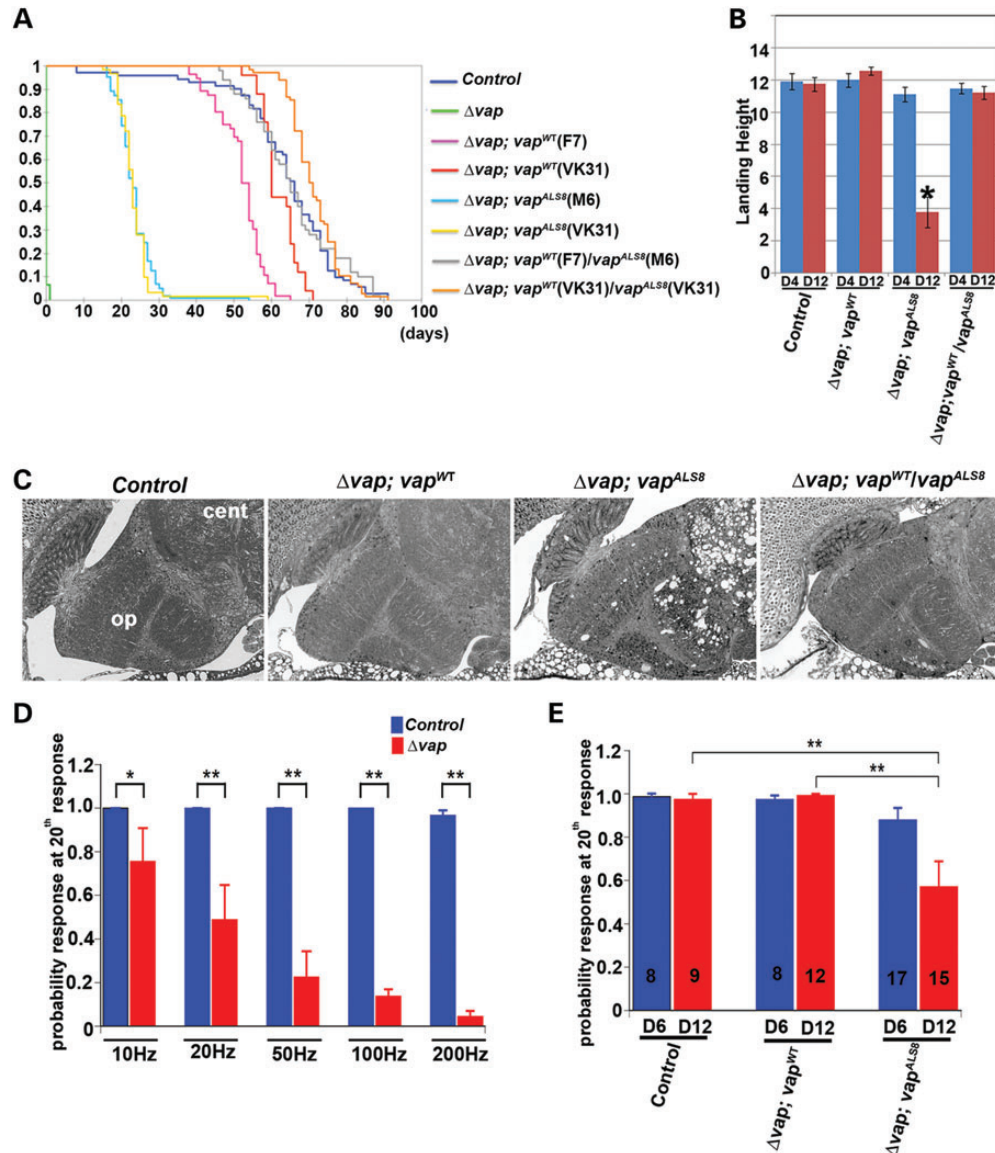 A
1
0.9
0.8
0.7
0.6
0.5
0.4
0.3
0.2
0.1
0
0 10 20 30 40 50 60 70 80 90 100
(days)
Control
Δvap
Δvap; vapWT(F7)
Δvap; vapWT(VK31)
Δvap; vapALS8(M6)
Δvap; vapALS8(VK31)
Δvap; vapWT(F7)/vapALS8(M6)
Δvap; vapWT(VK31)/vapALS8(VK31)
B
Landing Height
14
12
10
8
6
4
2
0
*
D4 D12 D4 D12 D4 D12 D4 D12
Control
Δvap; vapWT
Δvap; vapALS8
Δvap;vapWT/vapALS8
C
Control
Δvap; vapWT
Δvap; vapALS8
Δvap; vapWT/vapALS8
cent
op
D
probability response at 20th response
Control
Δvap
1.2
1.0
0.8
0.6
0.4
0.2
0
* ** ** ** **
10Hz 20Hz 50Hz 100Hz 200Hz
E
probability response at 20th response
1.2
1.0
0.8
0.6
0.4
0.2
0
**
**
8 9 8 12 17 15
D6 D12 D6 D12 D6 D12
Control
Δvap; vapWT
Δvap; vapALS8